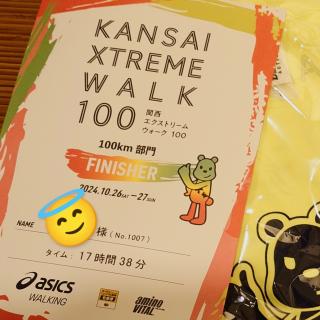 KANSAI
XTREME
WALK
100 関西
エクストリーム
ウォーク 100
100km 部門
FINISHER
2024.10.26SAT-27SUN
NAME 様 (No.1007)
タイム: 17時間38分
asics
WALKING
amino
VITAL